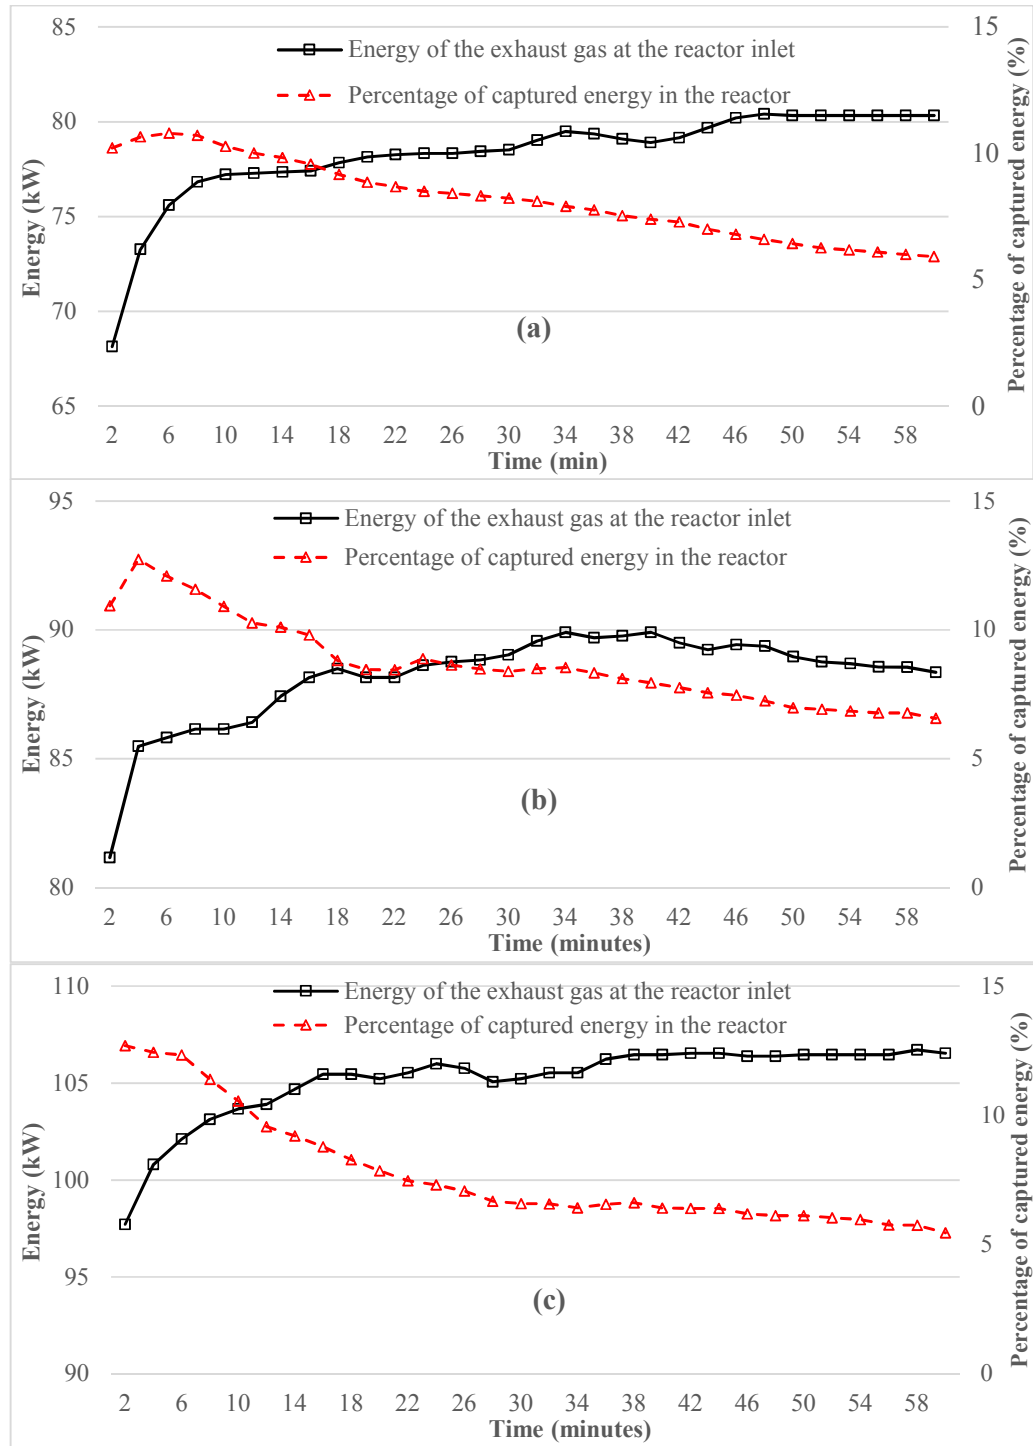 85
80
75
70
65
Energy (kW)
15
10
5
0
Percentage of captured energy (%)
Energy of the exhaust gas at the reactor inlet
Percentage of captured energy in the reactor
(a)
2 6 10 14 18 22 26 30 34 38 42 46 50 54 58
Time (min)
95
90
85
80
Energy (kW)
15
10
5
0
Percentage of captured energy (%)
Energy of the exhaust gas at the reactor inlet
Percentage of captured energy in the reactor
(b)
2 6 10 14 18 22 26 30 34 38 42 46 50 54 58
Time (minutes)
110
105
100
95
90
Energy (kW)
15
10
5
0
Percentage of captured energy (%)
Energy of the exhaust gas at the reactor inlet
Percentage of captured energy in the reactor
(c)
2 6 10 14 18 22 26 30 34 38 42 46 50 54 58
Time (minutes)